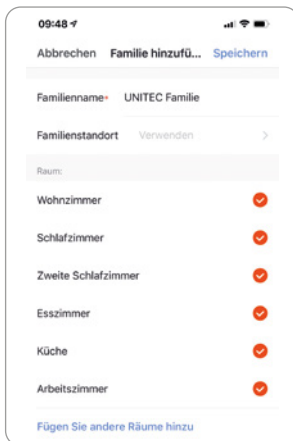 09:48
Abbrechen Familie hinzufü... Speichern
Familienname* UNITEC Familie
Familienstandort Verwenden
Raum:
Wohnzimmer
Schlafzimmer
Zweite Schlafzimmer
Esszimmer
Küche
Arbeitszimmer
Fügen Sie andere Räume hinzu